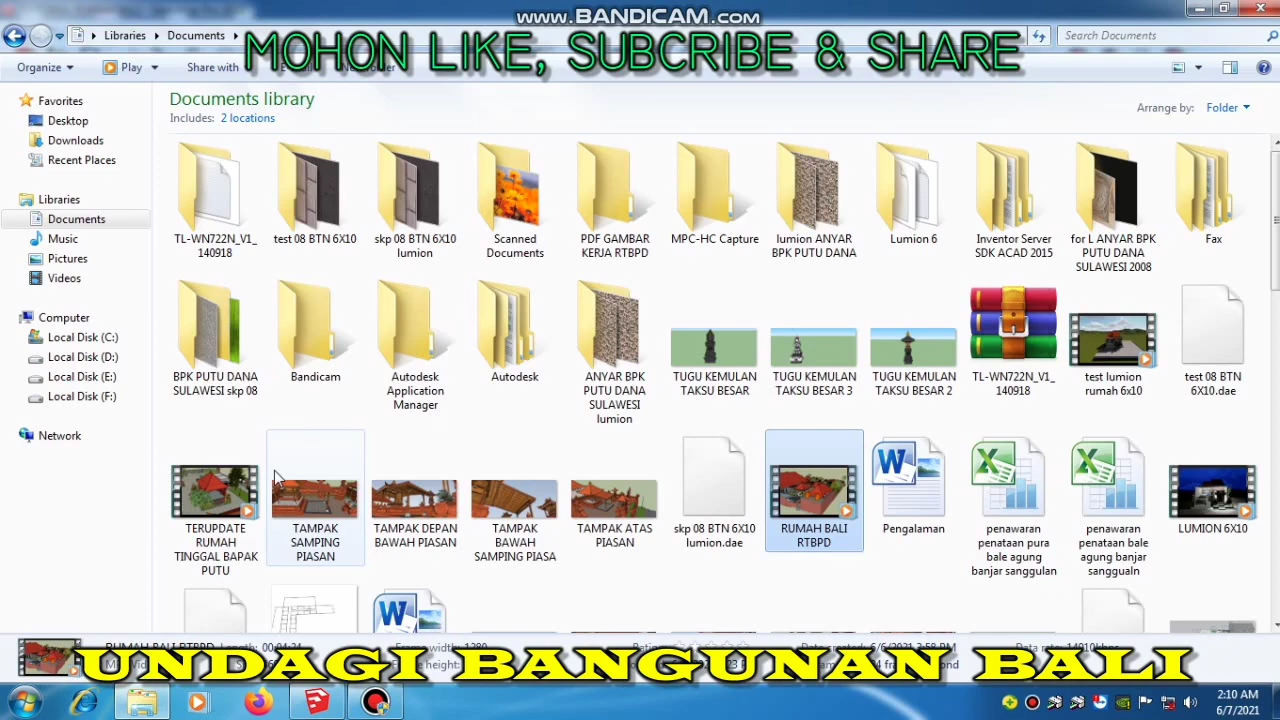 www.BANDICAM.com
Libraries
Documents
Search Documents
MOHON LIKE, SUBCRIBE & SHARE
Organize
Play
Share with
Documents library
Includes: 2 locations
Arrange by: Folder
Favorites
Desktop
Downloads
Recent Places
Libraries
Documents
Music
Pictures
Videos
Computer
Local Disk (C:)
Local Disk (D:)
Local Disk (E:)
Local Disk (F:)
Network
TL-WN722N_V1_
140918
test 08 BTN 6X10
skp 08 BTN 6X10
lumion
Scanned
Documents
PDF GAMBAR
KERJA RTBPD
MPC-HC Capture
lumion ANYAR
BPK PUTU DANA
Lumion 6
Inventor Server
SDK ACAD 2015
for L ANYAR BPK
PUTU DANA
SULAWESI 2008
Fax
BPK PUTU DANA
SULAWESI skp 08
Bandicam
Autodesk
Application
Manager
Autodesk
ANYAR BPK
PUTU DANA
SULAWESI
lumion
TUGU KEMULAN
TAKSU BESAR
TUGU KEMULAN
TAKSU BESAR 3
TUGU KEMULAN
TAKSU BESAR 2
TL-WN722N_V1_
140918
test lumion
rumah 6x10
test 08 BTN
6X10.dae
TERUPDATE
RUMAH
TINGGAL BAPAK
PUTU
TAMPAK
SAMPING
PIASAN
TAMPAK DEPAN
BAWAH PIASAN
TAMPAK
BAWAH
SAMPING PIASA
TAMPAK ATAS
PIASAN
skp 08 BTN 6X10
lumion.dae
RUMAH BALI
RTBPD
Pengalaman
penawaran
penataan pura
bale agung
banjar sanggulan
penawaran
penataan bale
agung banjar
sanggualn
LUMION 6X10
UNDAGI BANGUNAN BALI
2:10 AM
6/7/2021